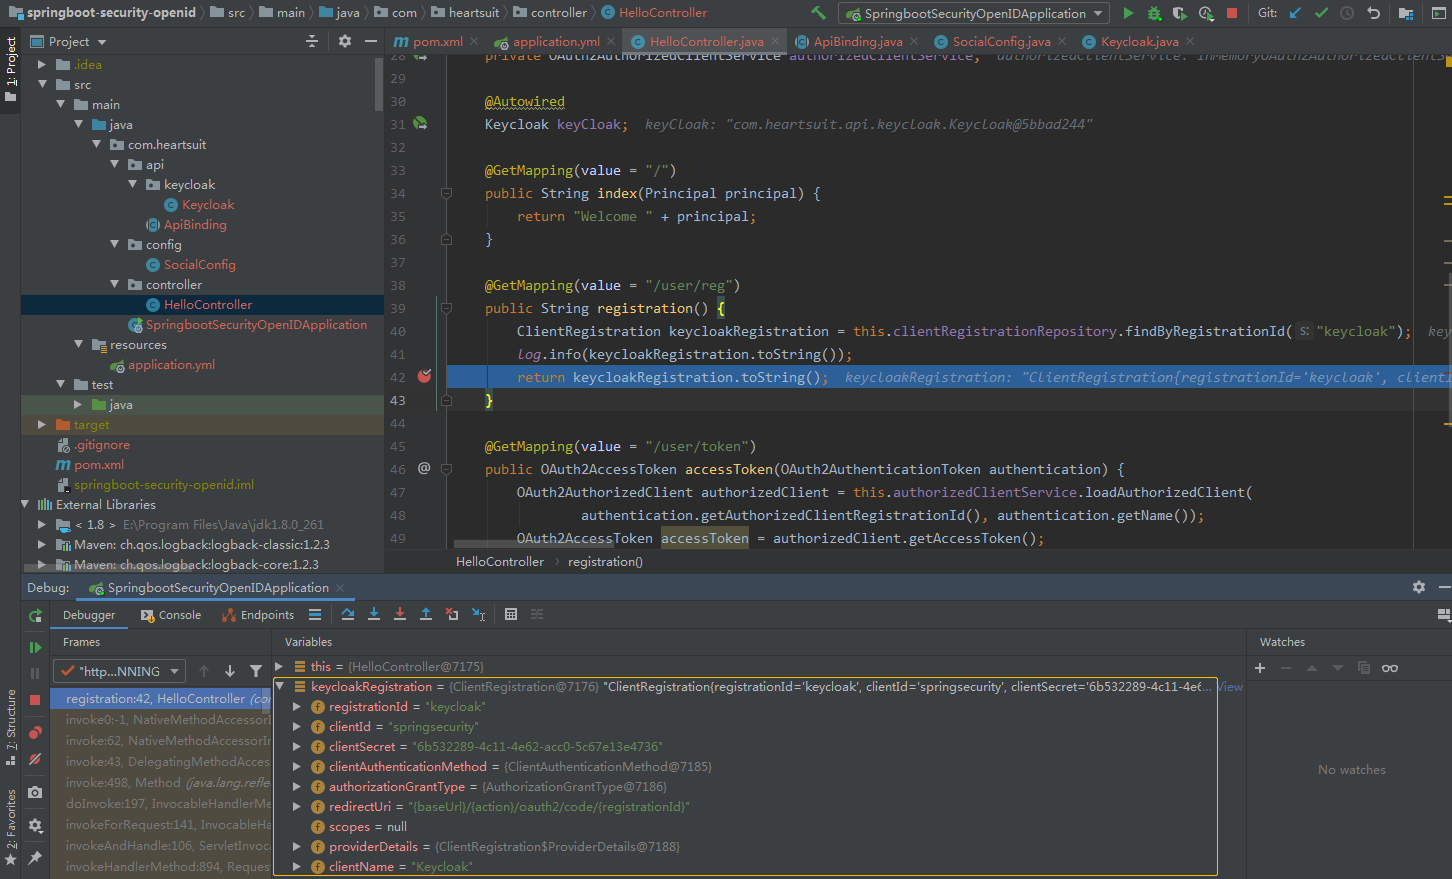 springboot-security-openid src main java com heartsuit controller HelloController SpringbootSecurityOpenIDApplication Git:
1: Project
Project
pom.xml application.yml HelloController.java ApiBinding.java SocialConfig.java Keycloak.java
.idea
src
main
java
com.heartsuit
api
keycloak
Keycloak
ApiBinding
config
SocialConfig
controller
HelloController
SpringbootSecurityOpenIDApplication
resources
application.yml
test
java
target
.gitignore
pom.xml
springboot-security-openid.iml
External Libraries
< 1.8 > E:\Program Files\Java\jdk1.8.0_261
Maven: ch.qos.logback:logback-classic:1.2.3
Maven: ch.qos.logback:logback-core:1.2.3
28 private OAuth2AuthorizedClientService authorizedClientService; authorizedClientService: InMemoryOAuth2AuthorizedClientS
29
30 @Autowired
31 Keycloak keyCloak; keyCloak: "com.heartsuit.api.keycloak.Keycloak@5bbad244"
32
33 @GetMapping(value = "/")
34 public String index(Principal principal) {
35 return "Welcome " + principal;
36 }
37
38 @GetMapping(value = "/user/reg")
39 public String registration() {
40 ClientRegistration keycloakRegistration = this.clientRegistrationRepository.findByRegistrationId( s: "keycloak"); key
41 log.info(keycloakRegistration.toString());
42 return keycloakRegistration.toString(); keycloakRegistration: "ClientRegistration{registrationId='keycloak', clientI
43 }
44
45 @GetMapping(value = "/user/token")
46 @ public OAuth2AccessToken accessToken(OAuth2AuthenticationToken authentication) {
47 OAuth2AuthorizedClient authorizedClient = this.authorizedClientService.loadAuthorizedClient(
48 authentication.getAuthorizedClientRegistrationId(), authentication.getName());
49 OAuth2AccessToken accessToken = authorizedClient.getAccessToken();
HelloController registration()
Debug: SpringbootSecurityOpenIDApplication
Debugger Console Endpoints
Frames
"http...NNING
registration:42, HelloController (co
invoke0:-1, NativeMethodAccessorI
invoke:62, NativeMethodAccessorIr
invoke:43, DelegatingMethodAcces
invoke:498, Method (java.lang.refle
doInvoke:197, InvocableHandlerMe
invokeForRequest:141, InvocableHa
invokeAndHandle:106, ServletInvoca
invokeHandlerMethod:894, Reques
Variables
this = {HelloController@7175}
keycloakRegistration = {ClientRegistration@7176} "ClientRegistration{registrationId='keycloak', clientId='springsecurity', clientSecret='6b532289-4c11-4e6... View
registrationId = "keycloak"
clientId = "springsecurity"
clientSecret = "6b532289-4c11-4e62-acc0-5c67e13e4736"
clientAuthenticationMethod = {ClientAuthenticationMethod@7185}
authorizationGrantType = {AuthorizationGrantType@7186}
redirectUri = "{baseUrl}/{action}/oauth2/code/{registrationId}"
scopes = null
providerDetails = {ClientRegistration$ProviderDetails@7188}
clientName = "Keycloak"
Watches
No watches
7: Structure
2: Favorites